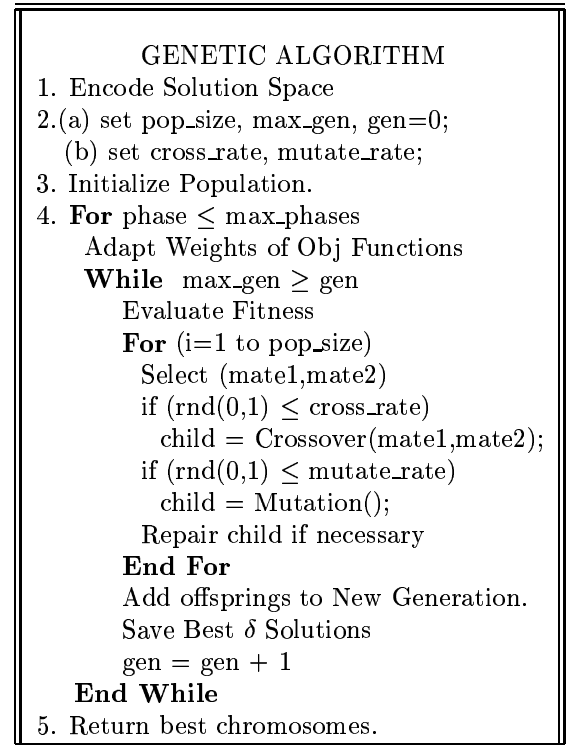 GENETIC ALGORITHM
1. Encode Solution Space
2.(a) set pop_size, max_gen, gen=0;
(b) set cross_rate, mutate_rate;
3. Initialize Population.
4. For phase ≤ max_phases
Adapt Weights of Obj Functions
While max_gen ≥ gen
Evaluate Fitness
For (i=1 to pop_size)
Select (mate1,mate2)
if (rnd(0,1) ≤ cross_rate)
child = Crossover(mate1,mate2);
if (rnd(0,1) ≤ mutate_rate)
child = Mutation();
Repair child if necessary
End For
Add offsprings to New Generation.
Save Best δ Solutions
gen = gen + 1
End While
5. Return best chromosomes.